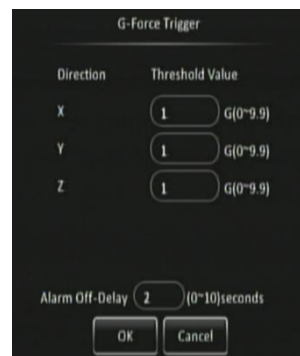 G-Force Trigger
Direction Threshold Value
X 1 G(0~9.9)
Y 1 G(0~9.9)
Z 1 G(0~9.9)
Alarm Off-Delay 2 (0~10)seconds
OK Cancel